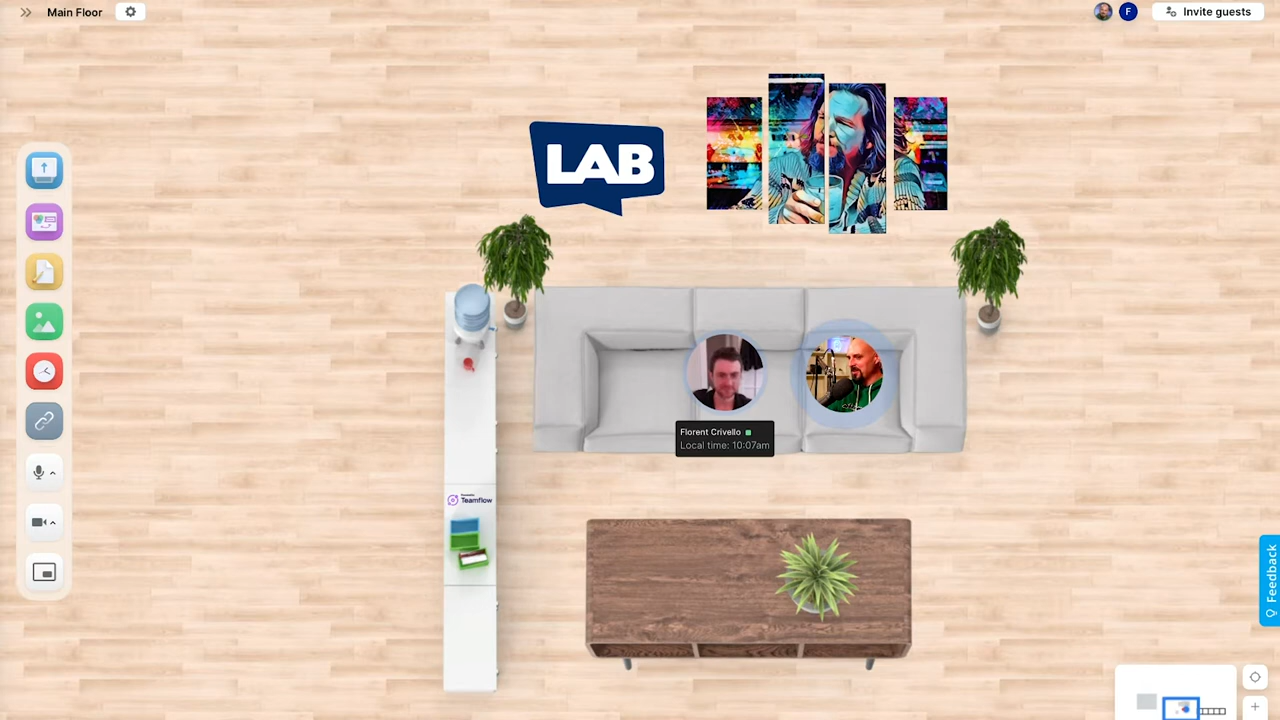 Main Floor
F
Invite guests
LAB
Florent Crivello
Local time: 10:07am
Teamflow
Feedback